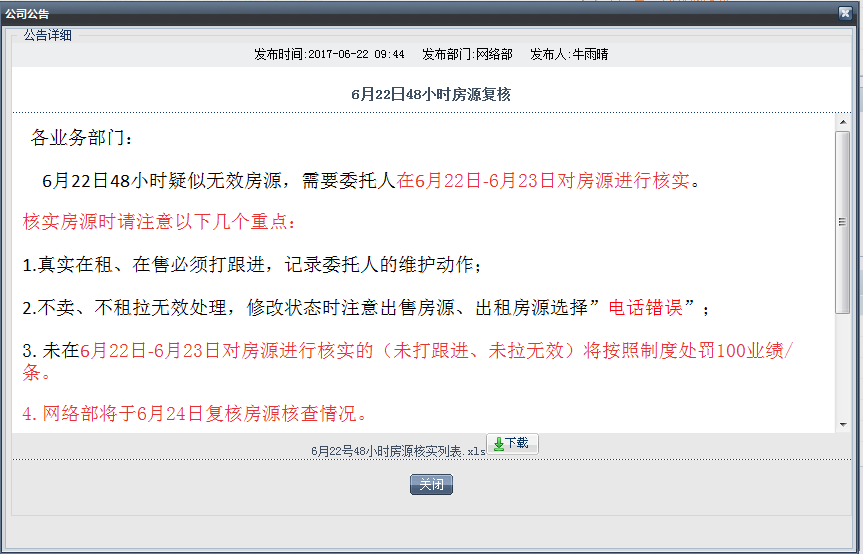 公司公告
公告详细
发布时间:2017-06-22 09:44 发布部门:网络部 发布人:牛雨晴
6月22日48小时房源复核
各业务部门：
6月22日48小时疑似无效房源，需要委托人在6月22日-6月23日对房源进行核实。
核实房源时请注意以下几个重点：
1.真实在租、在售必须打跟进，记录委托人的维护动作；
2.不卖、不租拉无效处理，修改状态时注意出售房源、出租房源选择”电话错误”；
3. 未在6月22日-6月23日对房源进行核实的（未打跟进、未拉无效）将按照制度处罚100业绩/
条。
4. 网络部将于6月24日复核房源核查情况。
6月22号48小时房源核实列表.xls 下载
关闭